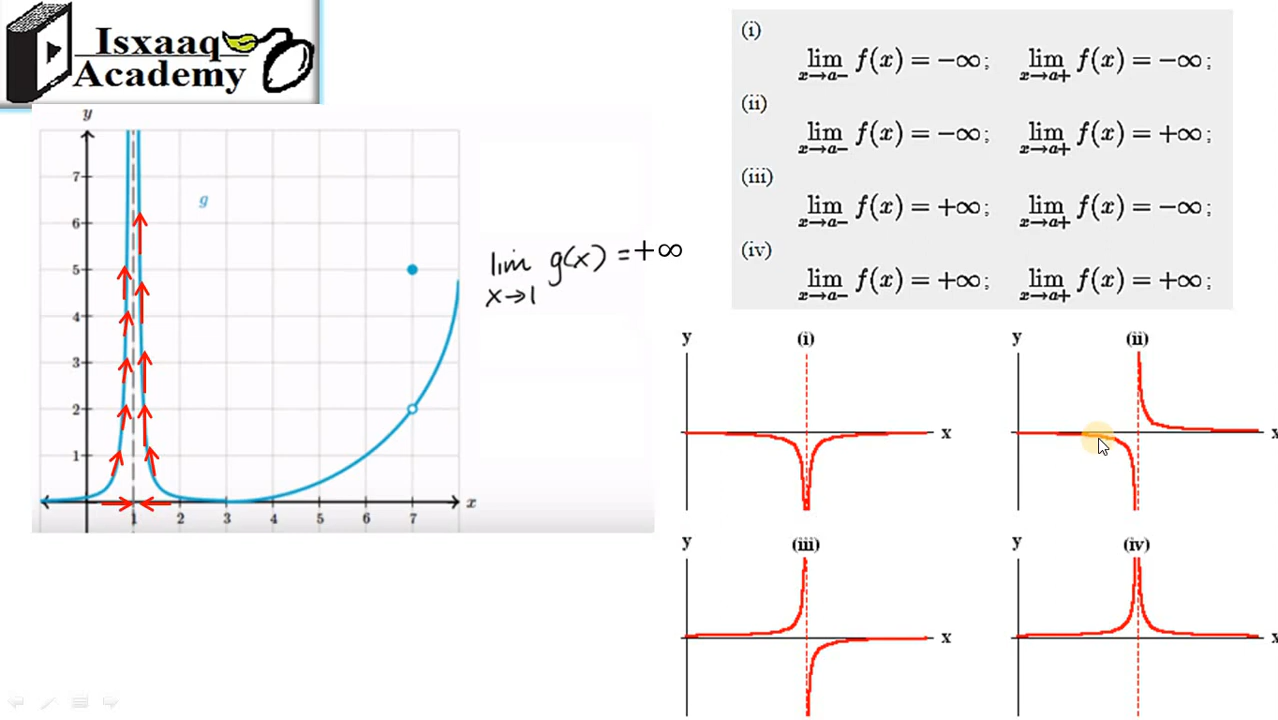 Isxaaq
Academy
y
7
6
5
4
3
2
1
g
1 2 3 4 5 6 7
x
lim g(x) = +∞
x→1
(i)
lim f(x) = −∞; lim f(x) = −∞;
x→a− x→a+
(ii)
lim f(x) = −∞; lim f(x) = +∞;
x→a− x→a+
(iii)
lim f(x) = +∞; lim f(x) = −∞;
x→a− x→a+
(iv)
lim f(x) = +∞; lim f(x) = +∞;
x→a− x→a+
y (i)
x
y (ii)
x
y (iii)
x
y (iv)
x